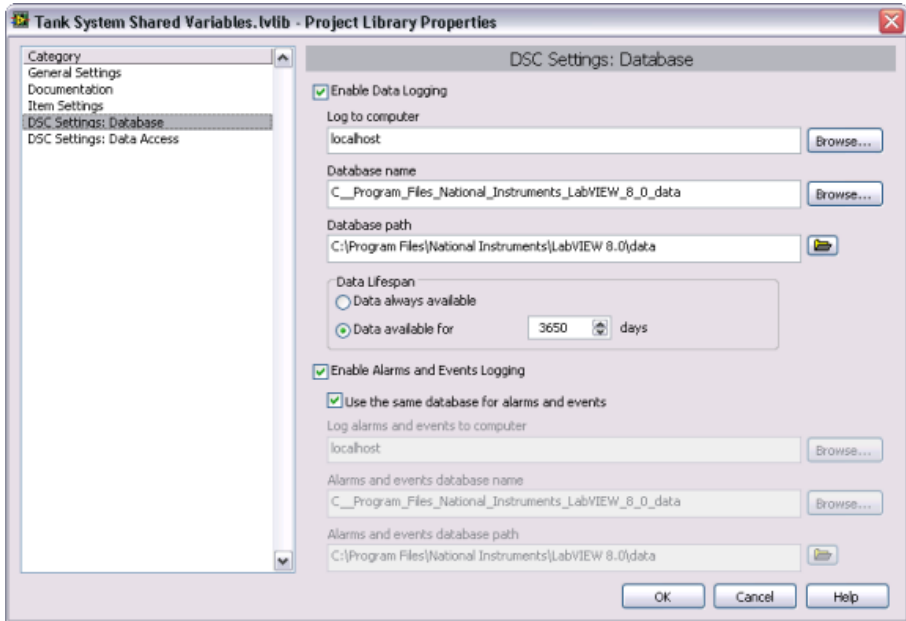 Tank System Shared Variables.lvlib - Project Library Properties
Category
General Settings
Documentation
Item Settings
DSC Settings: Database
DSC Settings: Data Access
DSC Settings: Database
Enable Data Logging
Log to computer
localhost
Browse...
Database name
C__Program_Files_National_Instruments_LabVIEW_8_0_data
Browse...
Database path
C:\Program Files\National Instruments\LabVIEW 8.0\data
Data Lifespan
Data always available
Data available for 3650 days
Enable Alarms and Events Logging
Use the same database for alarms and events
Log alarms and events to computer
localhost
Browse...
Alarms and events database name
C__Program_Files_National_Instruments_LabVIEW_8_0_data
Browse...
Alarms and events database path
C:\Program Files\National Instruments\LabVIEW 8.0\data
OK Cancel Help